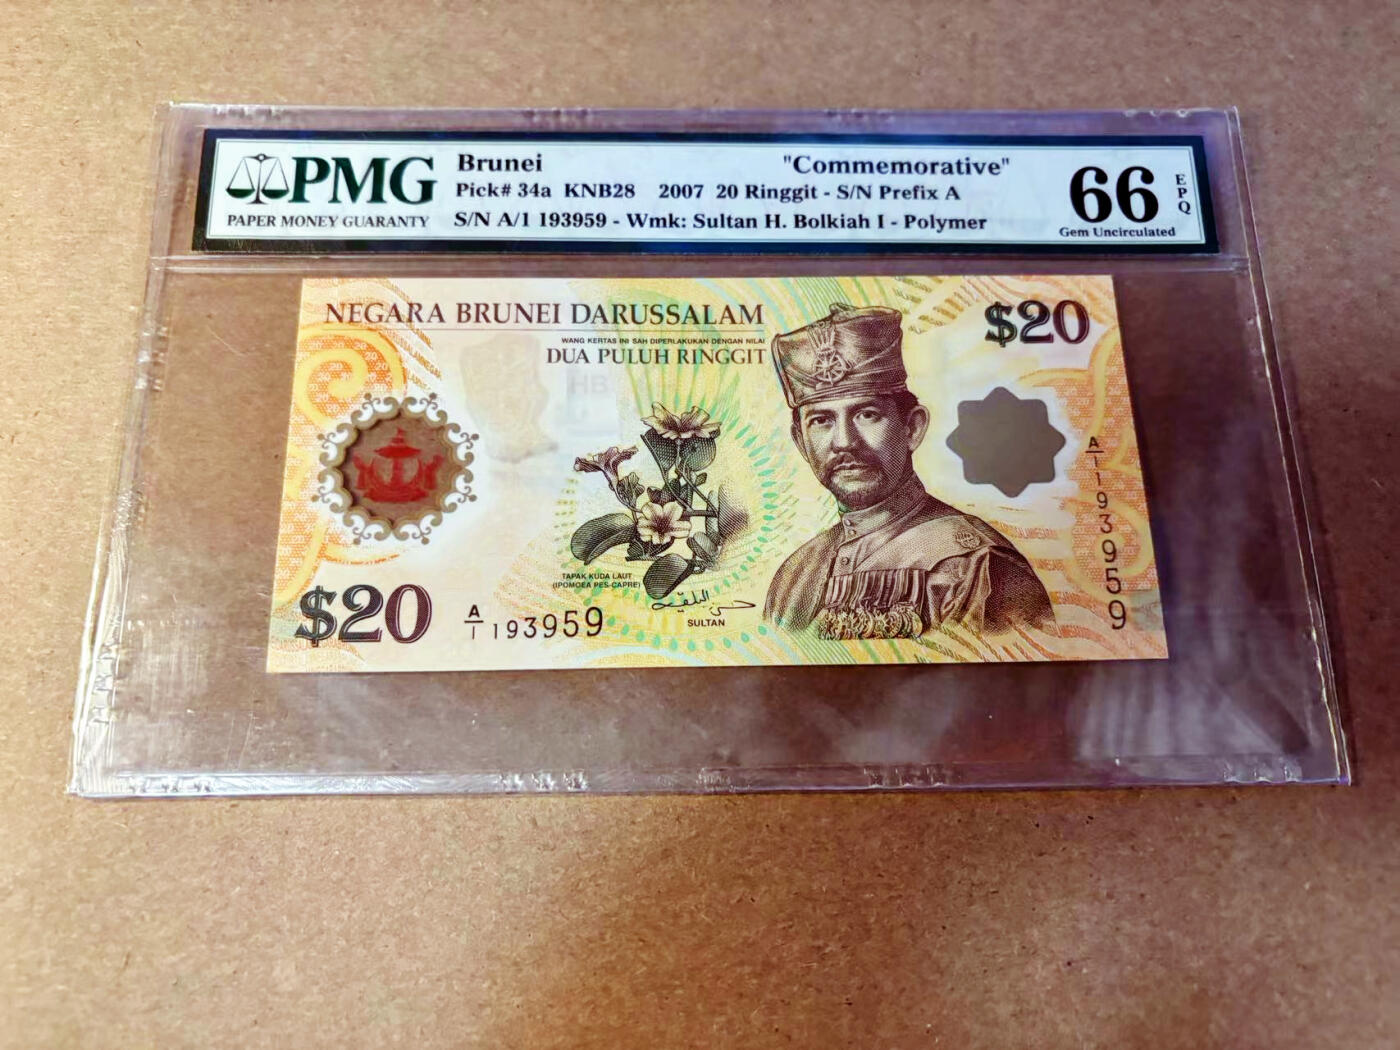 PMG
PAPER MONEY GUARANTY
Brunei "Commemorative"
Pick# 34a KNB28 2007 20 Ringgit - S/N Prefix A
S/N A/1 193959 - Wmk: Sultan H. Bolkiah I - Polymer
66 EPQ
Gem Uncirculated
NEGARA BRUNEI DARUSSALAM
WANG KERTAS INI SAH DIPERLAKUKAN DENGAN NILAI
DUA PULUH RINGGIT
$20
A/1 193959
TAPAK KUDA LAUT
(IPOMOEA PES-CAPRE)
SULTAN
$20
A/1 193959